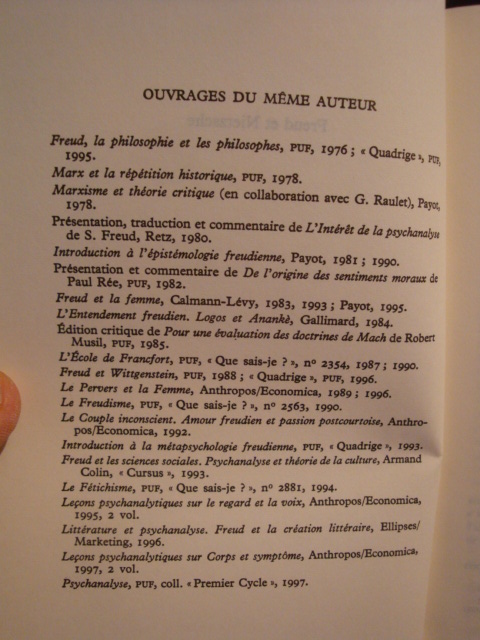 OUVRAGES DU MÊME AUTEUR
Freud, la philosophie et les philosophes, PUF, 1976 ; « Quadrige », PUF,
1995.
Marx et la répétition historique, PUF, 1978.
Marxisme et théorie critique (en collaboration avec G. Raulet), Payot,
1978.
Présentation, traduction et commentaire de L'Intérêt de la psychanalyse
de S. Freud, Retz, 1980.
Introduction à l'épistémologie freudienne, Payot, 1981 ; 1990.
Présentation et commentaire de De l'origine des sentiments moraux de
Paul Rée, PUF, 1982.
Freud et la femme, Calmann-Lévy, 1983, 1993 ; Payot, 1995.
L'Entendement freudien. Logos et Anankè, Gallimard, 1984.
Édition critique de Pour une évaluation des doctrines de Mach de Robert
Musil, PUF, 1985.
L'École de Francfort, PUF, « Que sais-je ? », nº 2354, 1987 ; 1990.
Freud et Wittgenstein, PUF, 1988 ; « Quadrige », PUF, 1996.
Le Pervers et la Femme, Anthropos/Economica, 1989 ; 1996.
Le Freudisme, PUF, « Que sais-je ? », nº 2563, 1990.
Le Couple inconscient. Amour freudien et passion postcourtoise, Anthro-
pos/Economica, 1992.
Introduction à la métapsychologie freudienne, PUF, « Quadrige », 1993.
Freud et les sciences sociales. Psychanalyse et théorie de la culture, Armand
Colin, « Cursus », 1993.
Le Fétichisme, PUF, « Que sais-je ? », nº 2881, 1994.
Leçons psychanalytiques sur le regard et la voix, Anthropos/Economica,
1995, 2 vol.
Littérature et psychanalyse. Freud et la création littéraire, Ellipses/
Marketing, 1996.
Leçons psychanalytiques sur Corps et symptôme, Anthropos/Economica,
1997, 2 vol.
Psychanalyse, PUF, coll. « Premier Cycle », 1997.